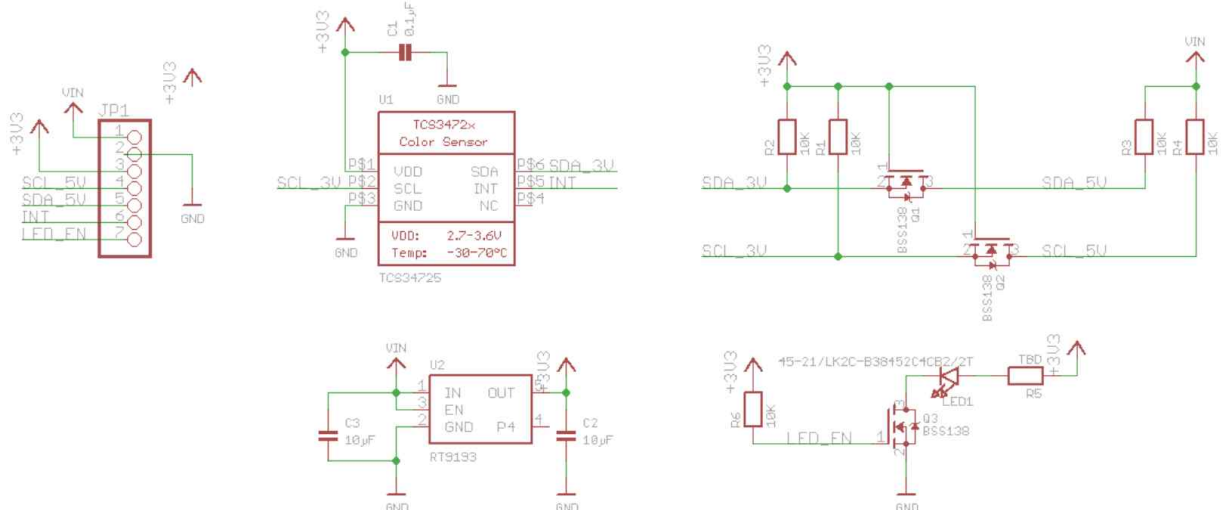 +3V3
VIN
JP1
+3V3
1
2
3
4
5
6
7
SCL_5V
SDA_5V
INT
LED_EN
GND
+3V3
C1
0.1µF
GND
U1
TCS3472x
Color Sensor
P$1 VDD
SCL_3V P$2 SCL
P$3 GND
SDA P$6 SDA_3V
INT P$5 INT
NC P$4
VDD: 2.7-3.6V
Temp: -30-70°C
GND
TCS34725
+3V3
VIN
R2
10K
R1
10K
R3
10K
R4
10K
SDA_3V
1
2
3
SDA_5V
Q1
BSS138
SCL_3V
1
2
3
SCL_5V
Q2
BSS138
VIN
U2
+3V3
1 IN
3 EN
2 GND
OUT
P4 4
C3
10µF
C2
10µF
RT9193
GND
GND
+3V3
45-21/LK2C-B38452C4CB2/2T
TBD
+3V3
R6
10K
LED1
R5
3
Q3
BSS138
LED_EN
1
2
GND